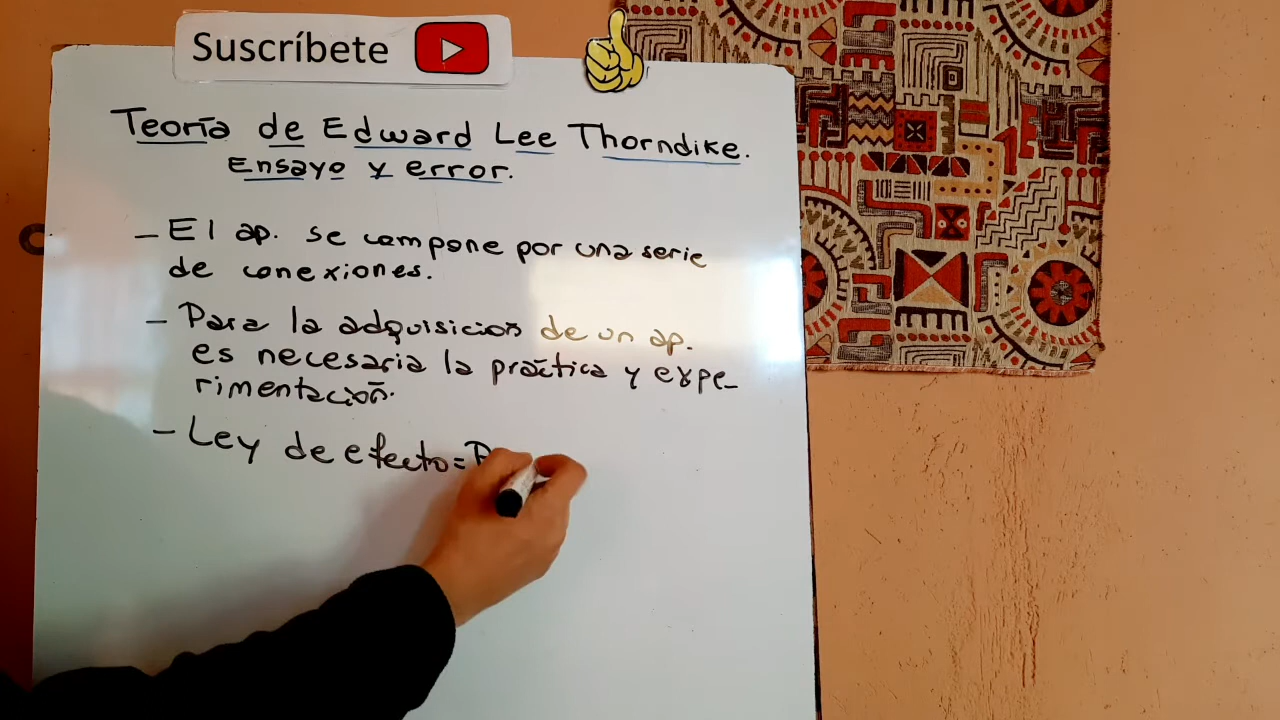 Suscríbete
Teoría de Edward Lee Thorndike.
Ensayo y error.
- El ap. se compone por una serie
de conexiones.
- Para la adquisición de un ap.
es necesaria la práctica y expe-
rimentación.
- Ley de efecto =